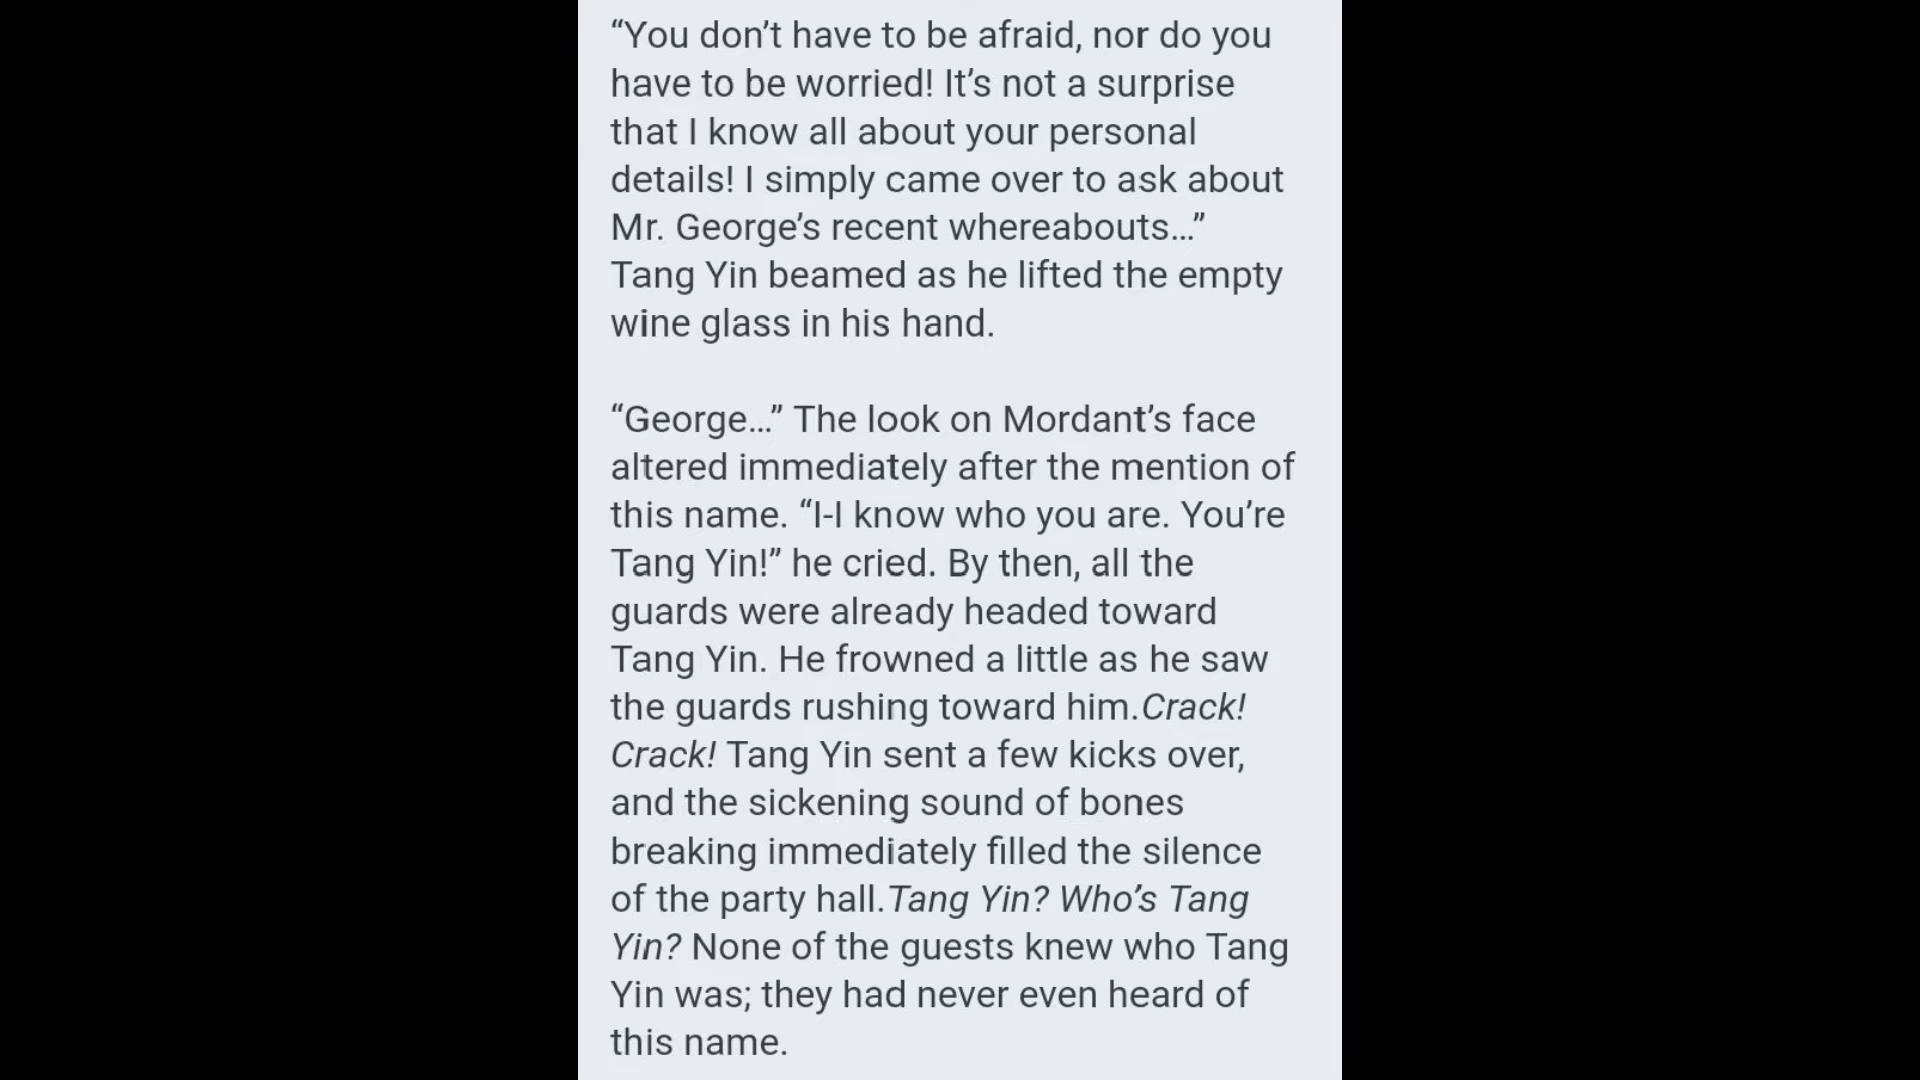 “You don’t have to be afraid, nor do you
have to be worried! It’s not a surprise
that I know all about your personal
details! I simply came over to ask about
Mr. George’s recent whereabouts…”
Tang Yin beamed as he lifted the empty
wine glass in his hand.
“George…” The look on Mordant’s face
altered immediately after the mention of
this name. “I-I know who you are. You’re
Tang Yin!” he cried. By then, all the
guards were already headed toward
Tang Yin. He frowned a little as he saw
the guards rushing toward him.Crack!
Crack! Tang Yin sent a few kicks over,
and the sickening sound of bones
breaking immediately filled the silence
of the party hall.Tang Yin? Who’s Tang
Yin? None of the guests knew who Tang
Yin was; they had never even heard of
this name.